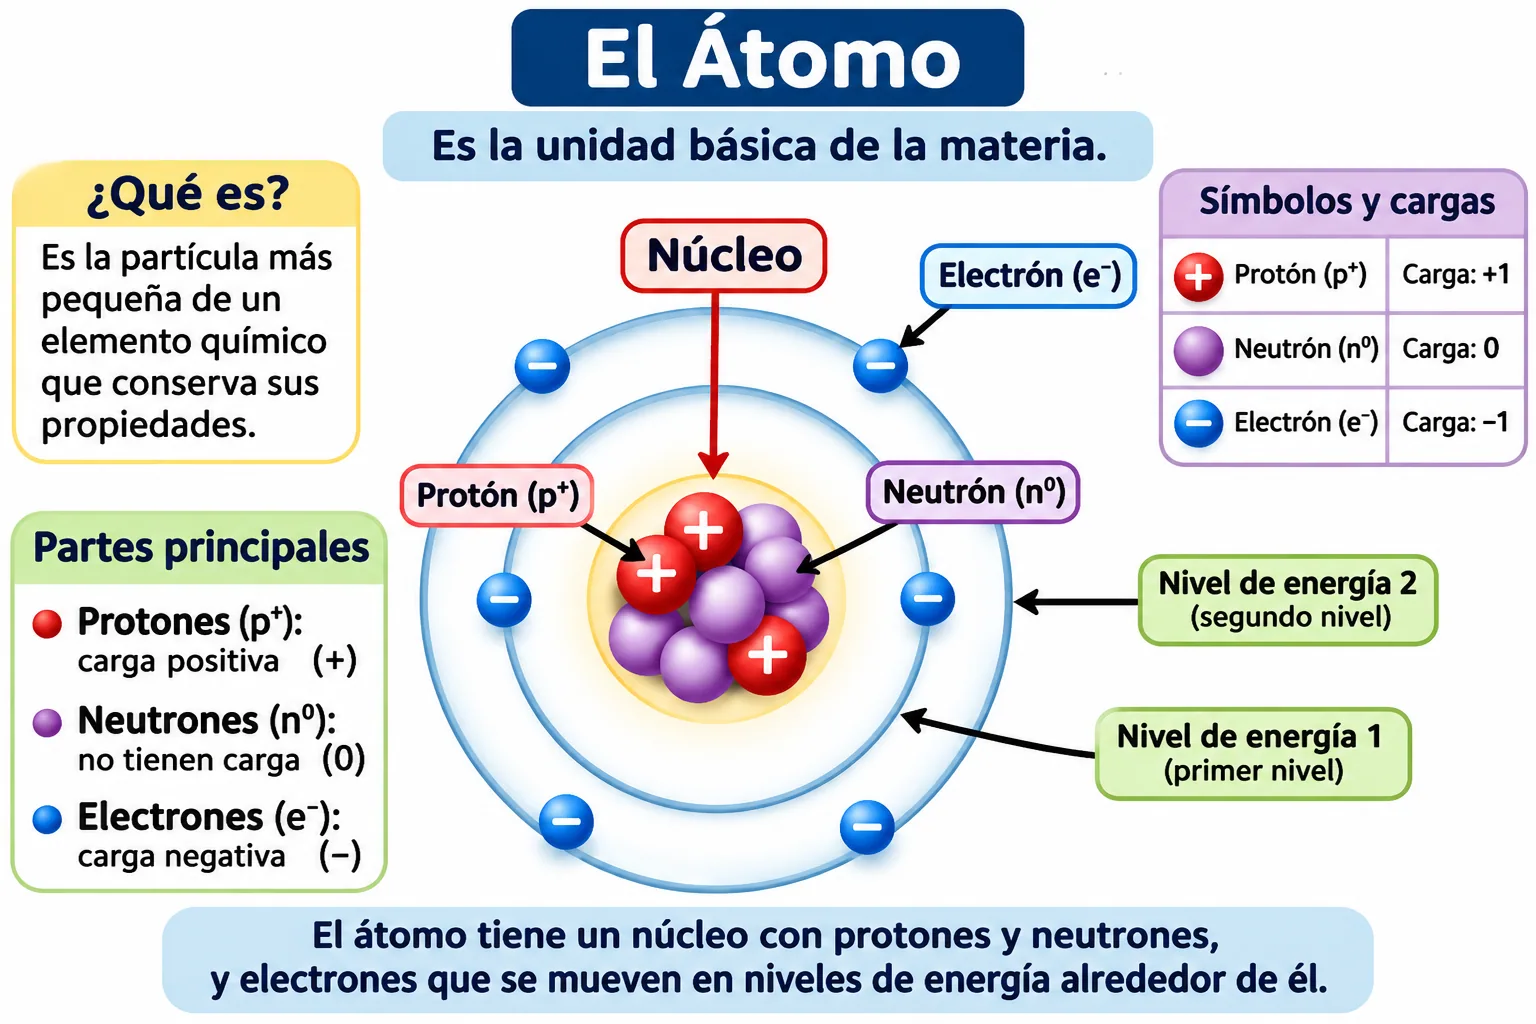 El Átomo
Es la unidad básica de la materia.
¿Qué es?
Es la partícula más
pequeña de un
elemento químico
que conserva sus
propiedades.
Partes principales
Protones (p⁺):
carga positiva (+)
Neutrones (n⁰):
no tienen carga (0)
Electrones (e⁻):
carga negativa (−)
Núcleo
Electrón (e⁻)
Protón (p⁺)
+
+
+
Neutrón (n⁰)
−
−
−
−
−
−
Símbolos y cargas
+ Protón (p⁺) Carga: +1
Neutrón (n⁰) Carga: 0
− Electrón (e⁻) Carga: −1
Nivel de energía 2
(segundo nivel)
Nivel de energía 1
(primer nivel)
El átomo tiene un núcleo con protones y neutrones,
y electrones que se mueven en niveles de energía alrededor de él.